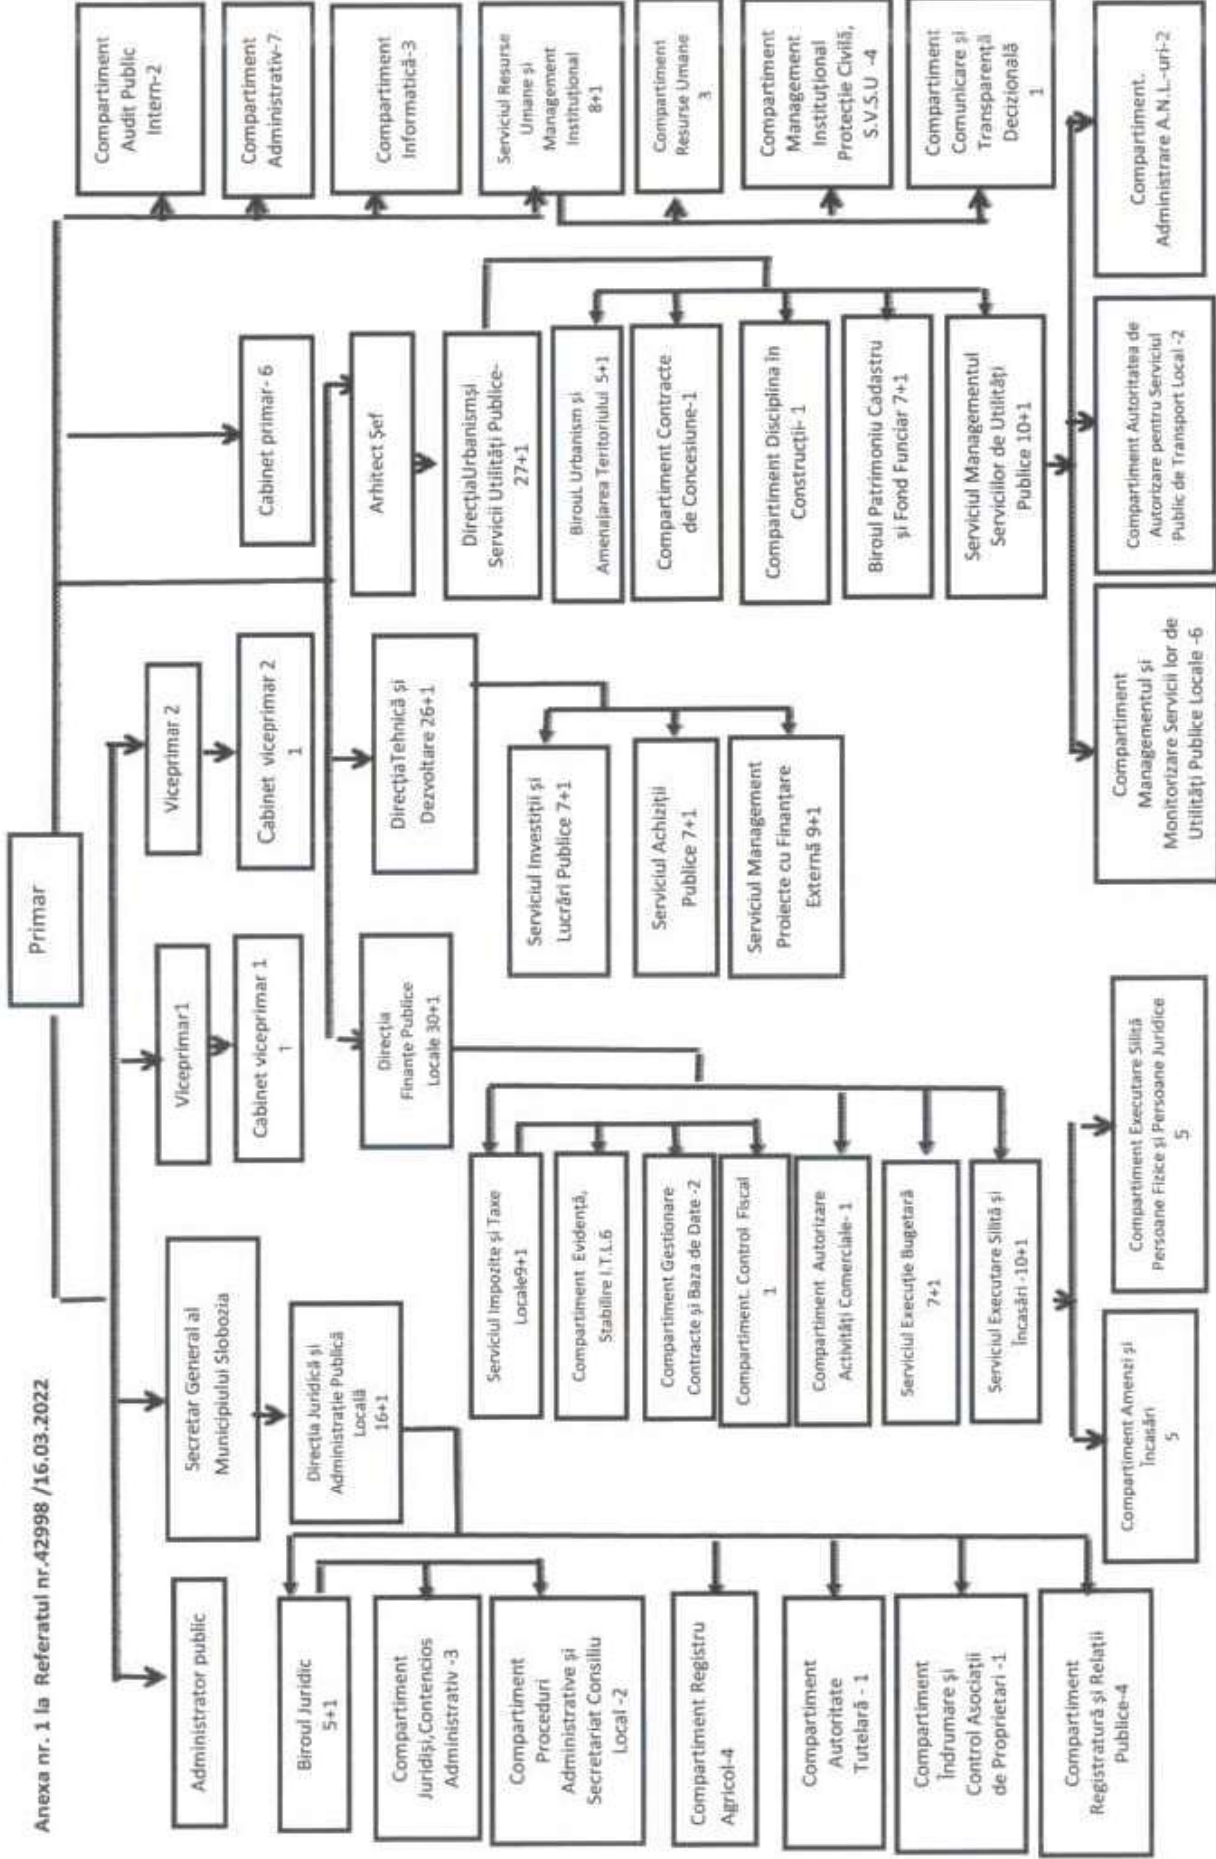 Anexa nr. 1 la Referatul nr.42998 /16.03.2022
Primar
Administrator public
Secretar General al
Municipiului Slobozia
Viceprimar1
Viceprimar 2
Cabinet viceprimar 1
1
Cabinet viceprimar 2
1
Cabinet primar- 6
Compartiment
Audit Public
Intern-2
Compartiment
Administrativ-7
Compartiment
Informatică-3
Serviciul Resurse
Umane și
Management
Instituțional
8+1
Compartiment
Resurse Umane
3
Compartiment
Management
Instituțional
Protecție Civilă,
S.V.S.U -4
Compartiment
Comunicare și
Transparență
Decizională
1
Direcția Juridică și
Administrație Publică
Locală
16+1
Biroul Juridic
5+1
Compartiment
Juridiși,Contencios
Administrativ -3
Compartiment
Proceduri
Administrative și
Secretariat Consiliu
Local -2
Compartiment Registru
Agricol-4
Compartiment
Autoritate
Tutelară - 1
Compartiment
Îndrumare și
Control Asociații
de Proprietari -1
Compartiment
Registratură și Relații
Publice-4
Direcția
Finanțe Publice
Locale 30+1
Serviciul Impozite și Taxe
Locale9+1
Compartiment Evidență,
Stabilire I.T.L.6
Compartiment Gestionare
Contracte și Baza de Date -2
Compartiment. Control Fiscal
1
Compartiment Autorizare
Activități Comerciale- 1
Serviciul Execuție Bugetară
7+1
Serviciul Executare Silită și
Încasări -10+1
Compartiment Amenzi și
Încasări
5
Compartiment Executare Silită
Persoane Fizice și Persoane Juridice
5
DirecțiaTehnică și
Dezvoltare 26+1
Serviciul Investiții și
Lucrări Publice 7+1
Serviciul Achiziții
Publice 7+1
Serviciul Management
Proiecte cu Finanțare
Externă 9+1
Arhitect Șef
DirecțiaUrbanismși
Servicii Utilități Publice-
27+1
Biroul Urbanism și
Amenajarea Teritoriului 5+1
Compartiment Contracte
de Concesiune-1
Compartiment Disciplina în
Construcții- 1
Biroul Patrimoniu Cadastru
și Fond Funciar 7+1
Serviciul Managementul
Serviciilor de Utilități
Publice 10+1
Compartiment
Managementul și
Monitorizare Servicii lor de
Utilități Publice Locale -6
Compartiment Autoritatea de
Autorizare pentru Serviciul
Public de Transport Local -2
Compartiment.
Administrare A.N.L.-uri-2